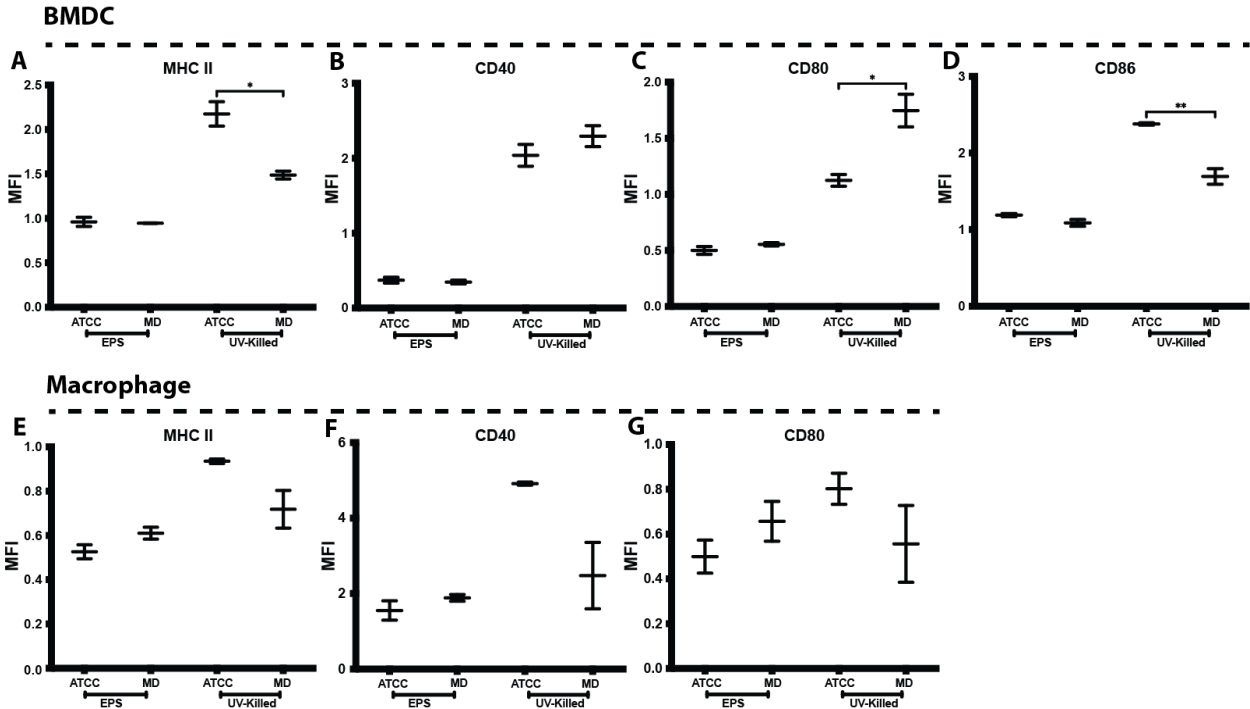 BMDC
A MHC II
2.5
2.0
1.5
1.0
0.5
0.0
MFI
*
ATCC MD ATCC MD
EPS UV-Killed
B CD40
3
2
1
0
MFI
ATCC MD ATCC MD
EPS UV-Killed
C CD80
2.0
1.5
1.0
0.5
0.0
MFI
*
ATCC MD ATCC MD
EPS UV-Killed
D CD86
3
2
1
0
MFI
**
ATCC MD ATCC MD
EPS UV-Killed
Macrophage
E MHC II
1.0
0.8
0.6
0.4
0.2
0.0
MFI
ATCC MD ATCC MD
EPS UV-Killed
F CD40
6
4
2
0
MFI
ATCC MD ATCC MD
EPS UV-Killed
G CD80
1.0
0.8
0.6
0.4
0.2
0.0
MFI
ATCC MD ATCC MD
EPS UV-Killed